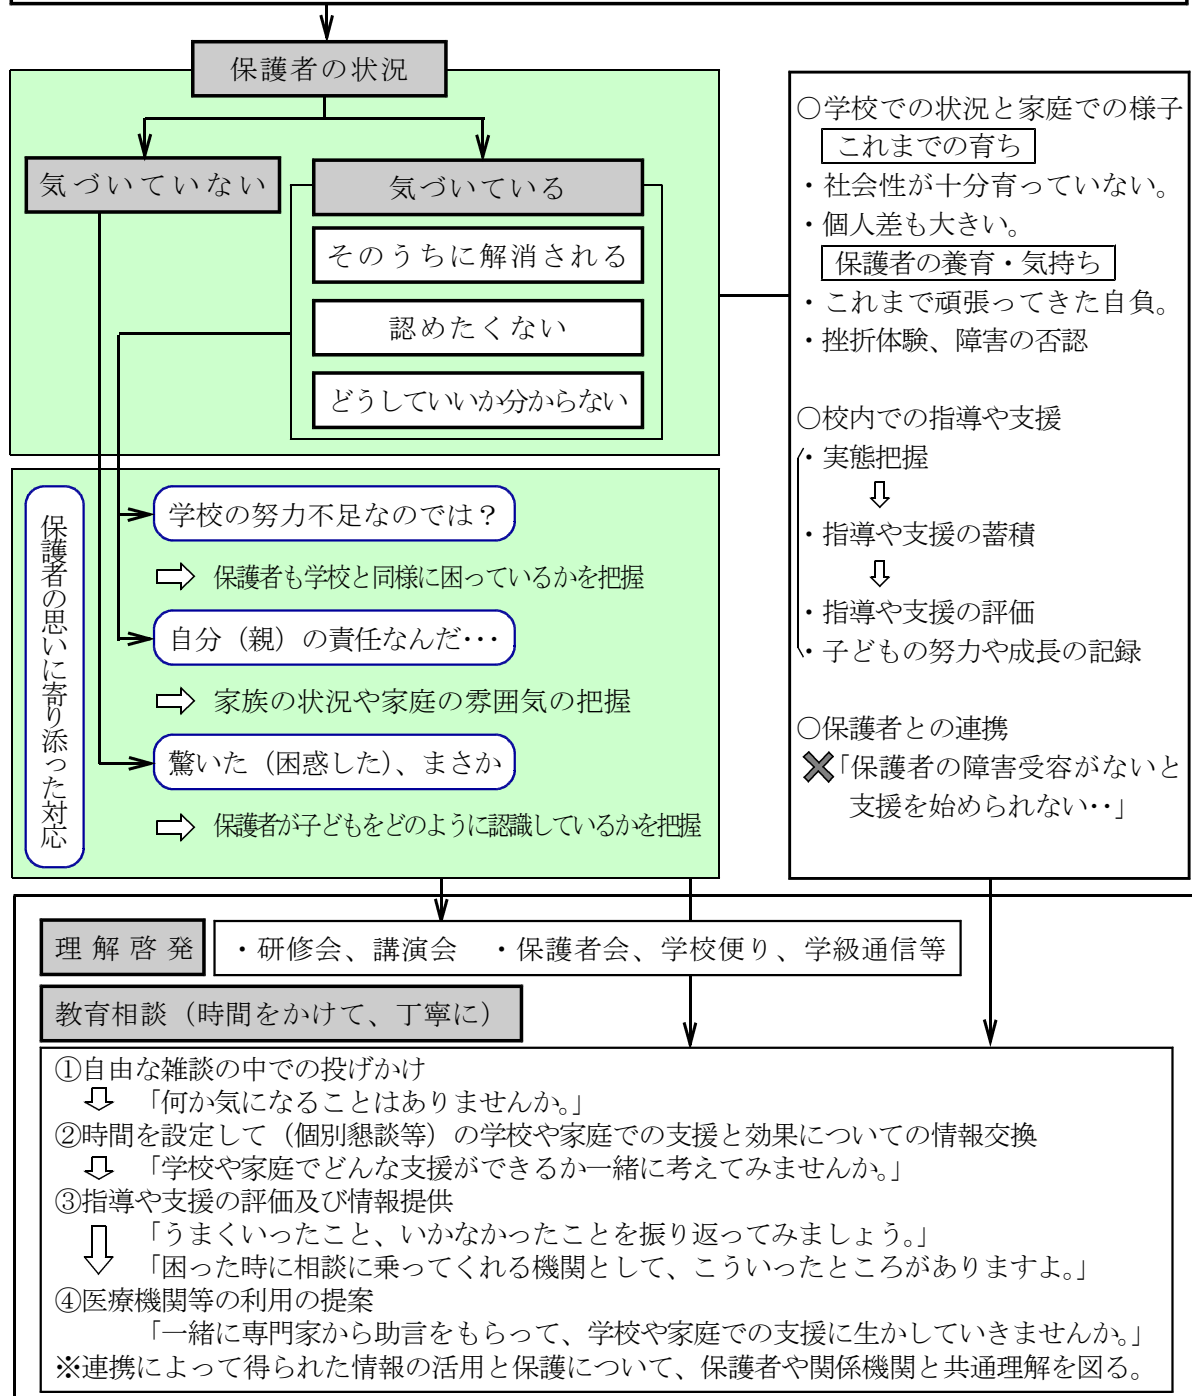 保護者の状況
気づいていない
気づいている
そのうちに解消される
認めたくない
どうしていいか分からない
保護者の思いに寄り添った対応
学校の努力不足なのでは？
保護者も学校と同様に困っているかを把握
自分（親）の責任なんだ･･･
家族の状況や家庭の雰囲気の把握
驚いた（困惑した）、まさか
保護者が子どもをどのように認識しているかを把握
○学校での状況と家庭での様子
これまでの育ち
・社会性が十分育っていない。
・個人差も大きい。
保護者の養育・気持ち
・これまで頑張ってきた自負。
・挫折体験、障害の否認
○校内での指導や支援
・実態把握
・指導や支援の蓄積
・指導や支援の評価
・子どもの努力や成長の記録
○保護者との連携
「保護者の障害受容がないと
支援を始められない･･」
理解啓発
・研修会、講演会　・保護者会、学校便り、学級通信等
教育相談（時間をかけて、丁寧に）
①自由な雑談の中での投げかけ
「何か気になることはありませんか。」
②時間を設定して（個別懇談等）の学校や家庭での支援と効果についての情報交換
「学校や家庭でどんな支援ができるか一緒に考えてみませんか。」
③指導や支援の評価及び情報提供
「うまくいったこと、いかなかったことを振り返ってみましょう。」
「困った時に相談に乗ってくれる機関として、こういったところがありますよ。」
④医療機関等の利用の提案
「一緒に専門家から助言をもらって、学校や家庭での支援に生かしていきませんか。」
※連携によって得られた情報の活用と保護について、保護者や関係機関と共通理解を図る。